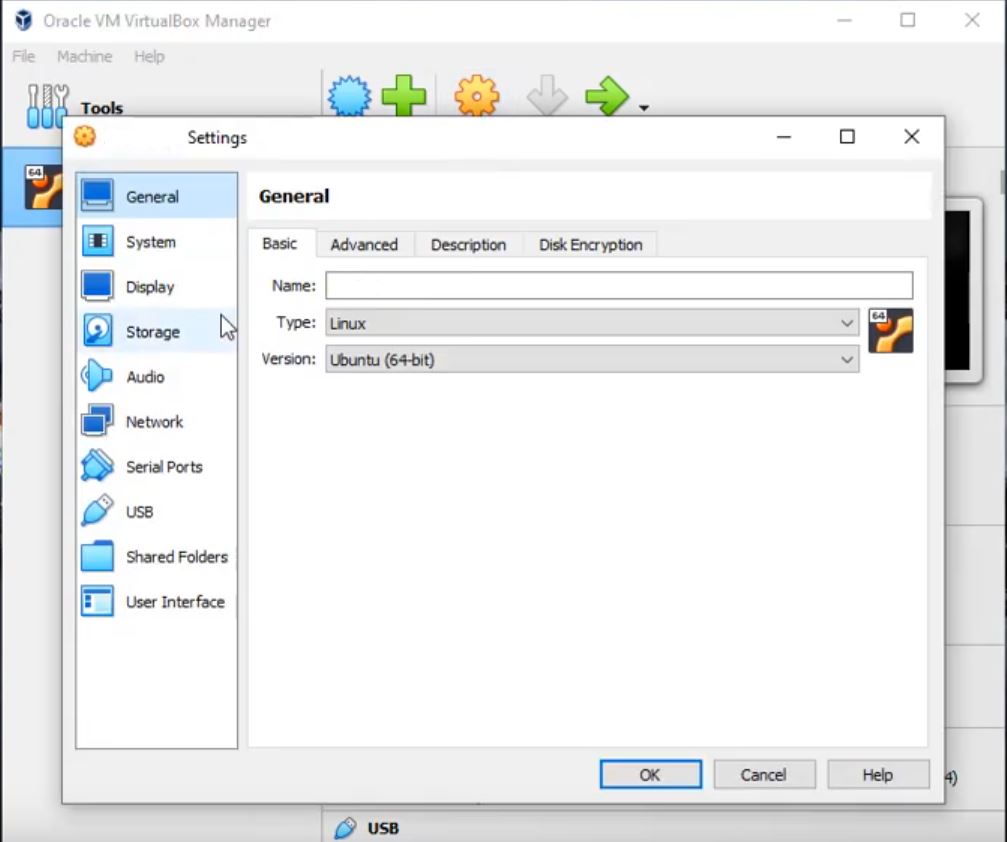 Oracle VM VirtualBox Manager
File Machine Help
Tools
Settings
64
General
System
Display
Storage
Audio
Network
Serial Ports
USB
Shared Folders
User Interface
General
Basic Advanced Description Disk Encryption
Name:
Type: Linux
64
Version: Ubuntu (64-bit)
OK Cancel Help
4)
USB